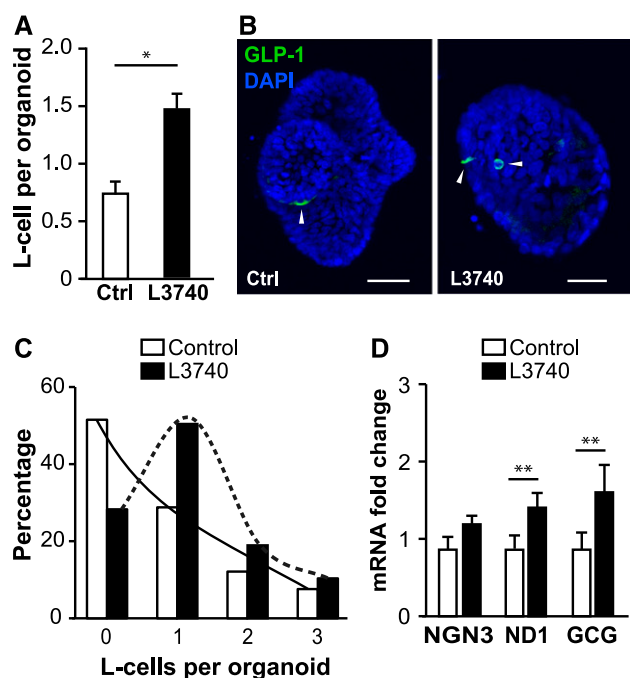 A
L-cell per organoid
2.0
1.5
1.0
0.5
0
*
Ctrl L3740
B
GLP-1
DAPI
Ctrl
L3740
C
Control
L3740
Percentage
60
40
20
0
0 1 2 3
L-cells per organoid
D
Control
L3740
mRNA fold change
3
2
1
0
**
**
NGN3 ND1 GCG